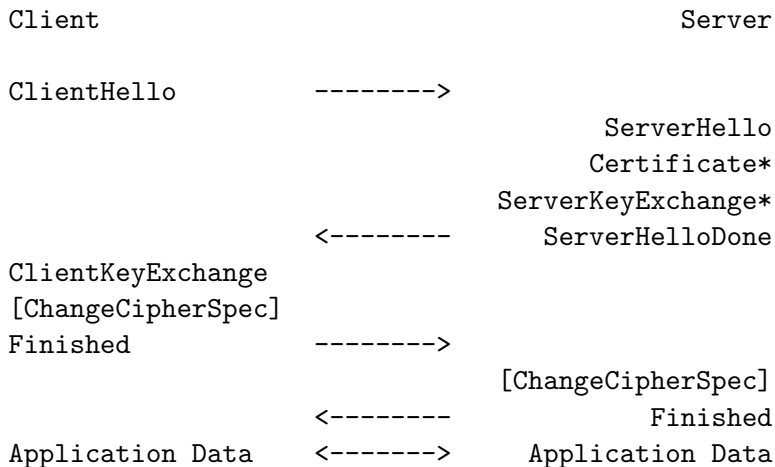 Client Server
ClientHello -------->
ServerHello
Certificate*
ServerKeyExchange*
<-------- ServerHelloDone
ClientKeyExchange
[ChangeCipherSpec]
Finished -------->
[ChangeCipherSpec]
<-------- Finished
Application Data <-------> Application Data